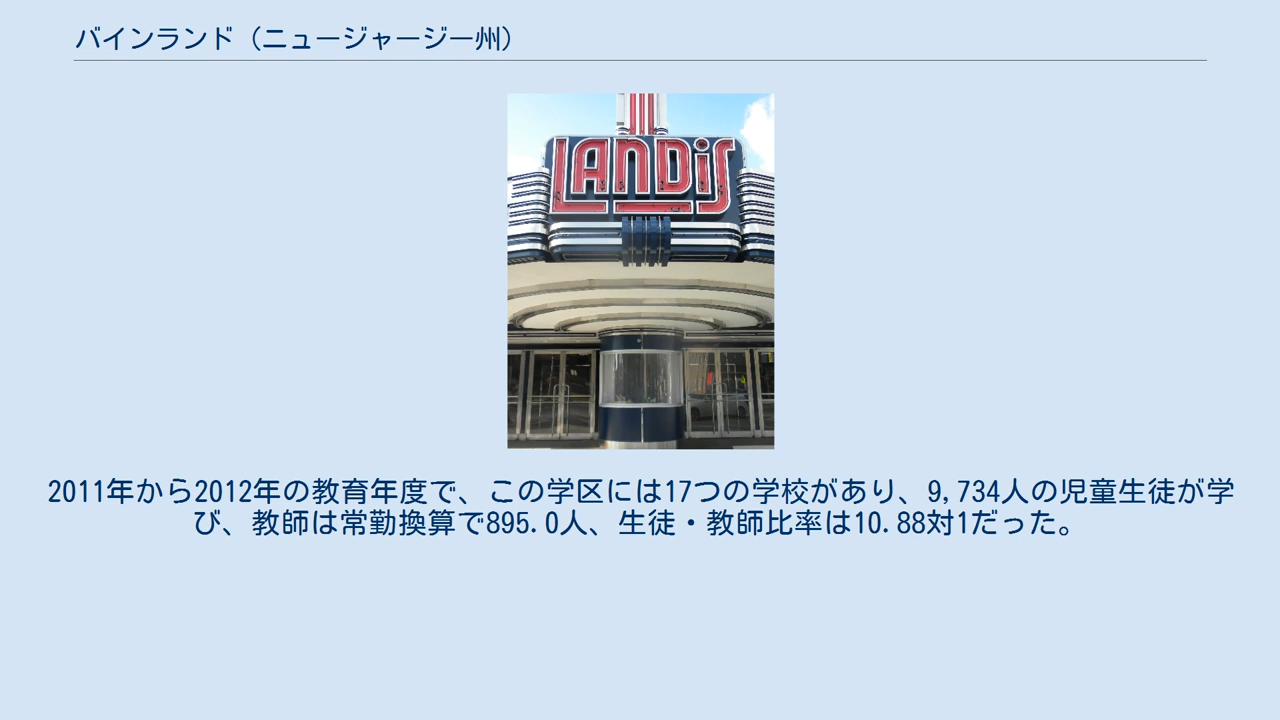 バインランド（ニュージャージー州）
LANDiS
2011年から2012年の教育年度で、この学区には17つの学校があり、9,734人の児童生徒が学
び、教師は常勤換算で895.0人、生徒・教師比率は10.88対1だった。